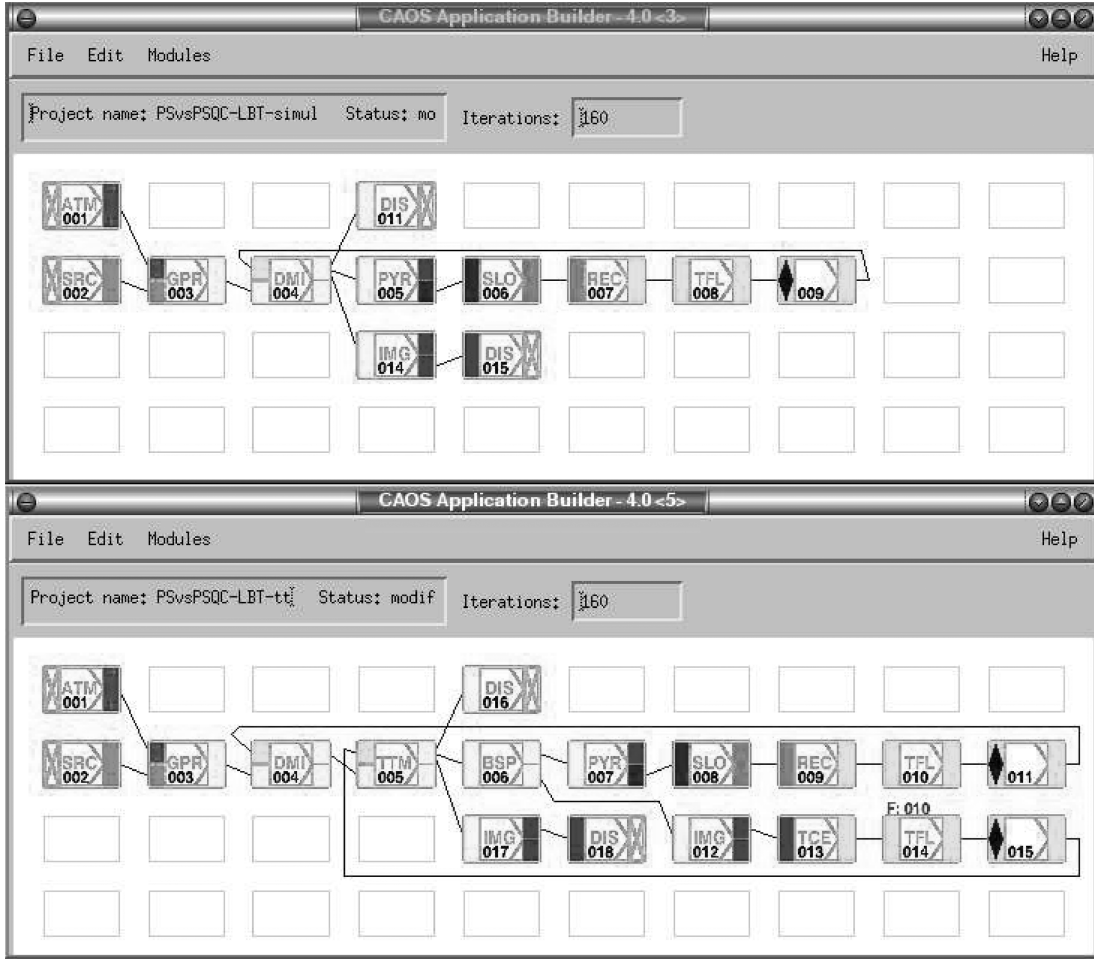 CAOS Application Builder - 4.0 <3>
File Edit Modules Help
Project name: PSvsPSQC-LBT-simul Status: mo Iterations: 160
ATM 001 DIS 011
SRC 002 GPR 003 DMI 004 PYR 005 SLO 006 REC 007 TFL 008 009
IMG 014 DIS 015
CAOS Application Builder - 4.0 <5>
File Edit Modules Help
Project name: PSvsPSQC-LBT-tt Status: modif Iterations: 160
ATM 001 DIS 016
SRC 002 GPR 003 DMI 004 TTM 005 BSP 006 PYR 007 SLO 008 REC 009 TFL 010 011
F: 010
IMG 017 DIS 018 IMG 012 TCE 013 TFL 014 015